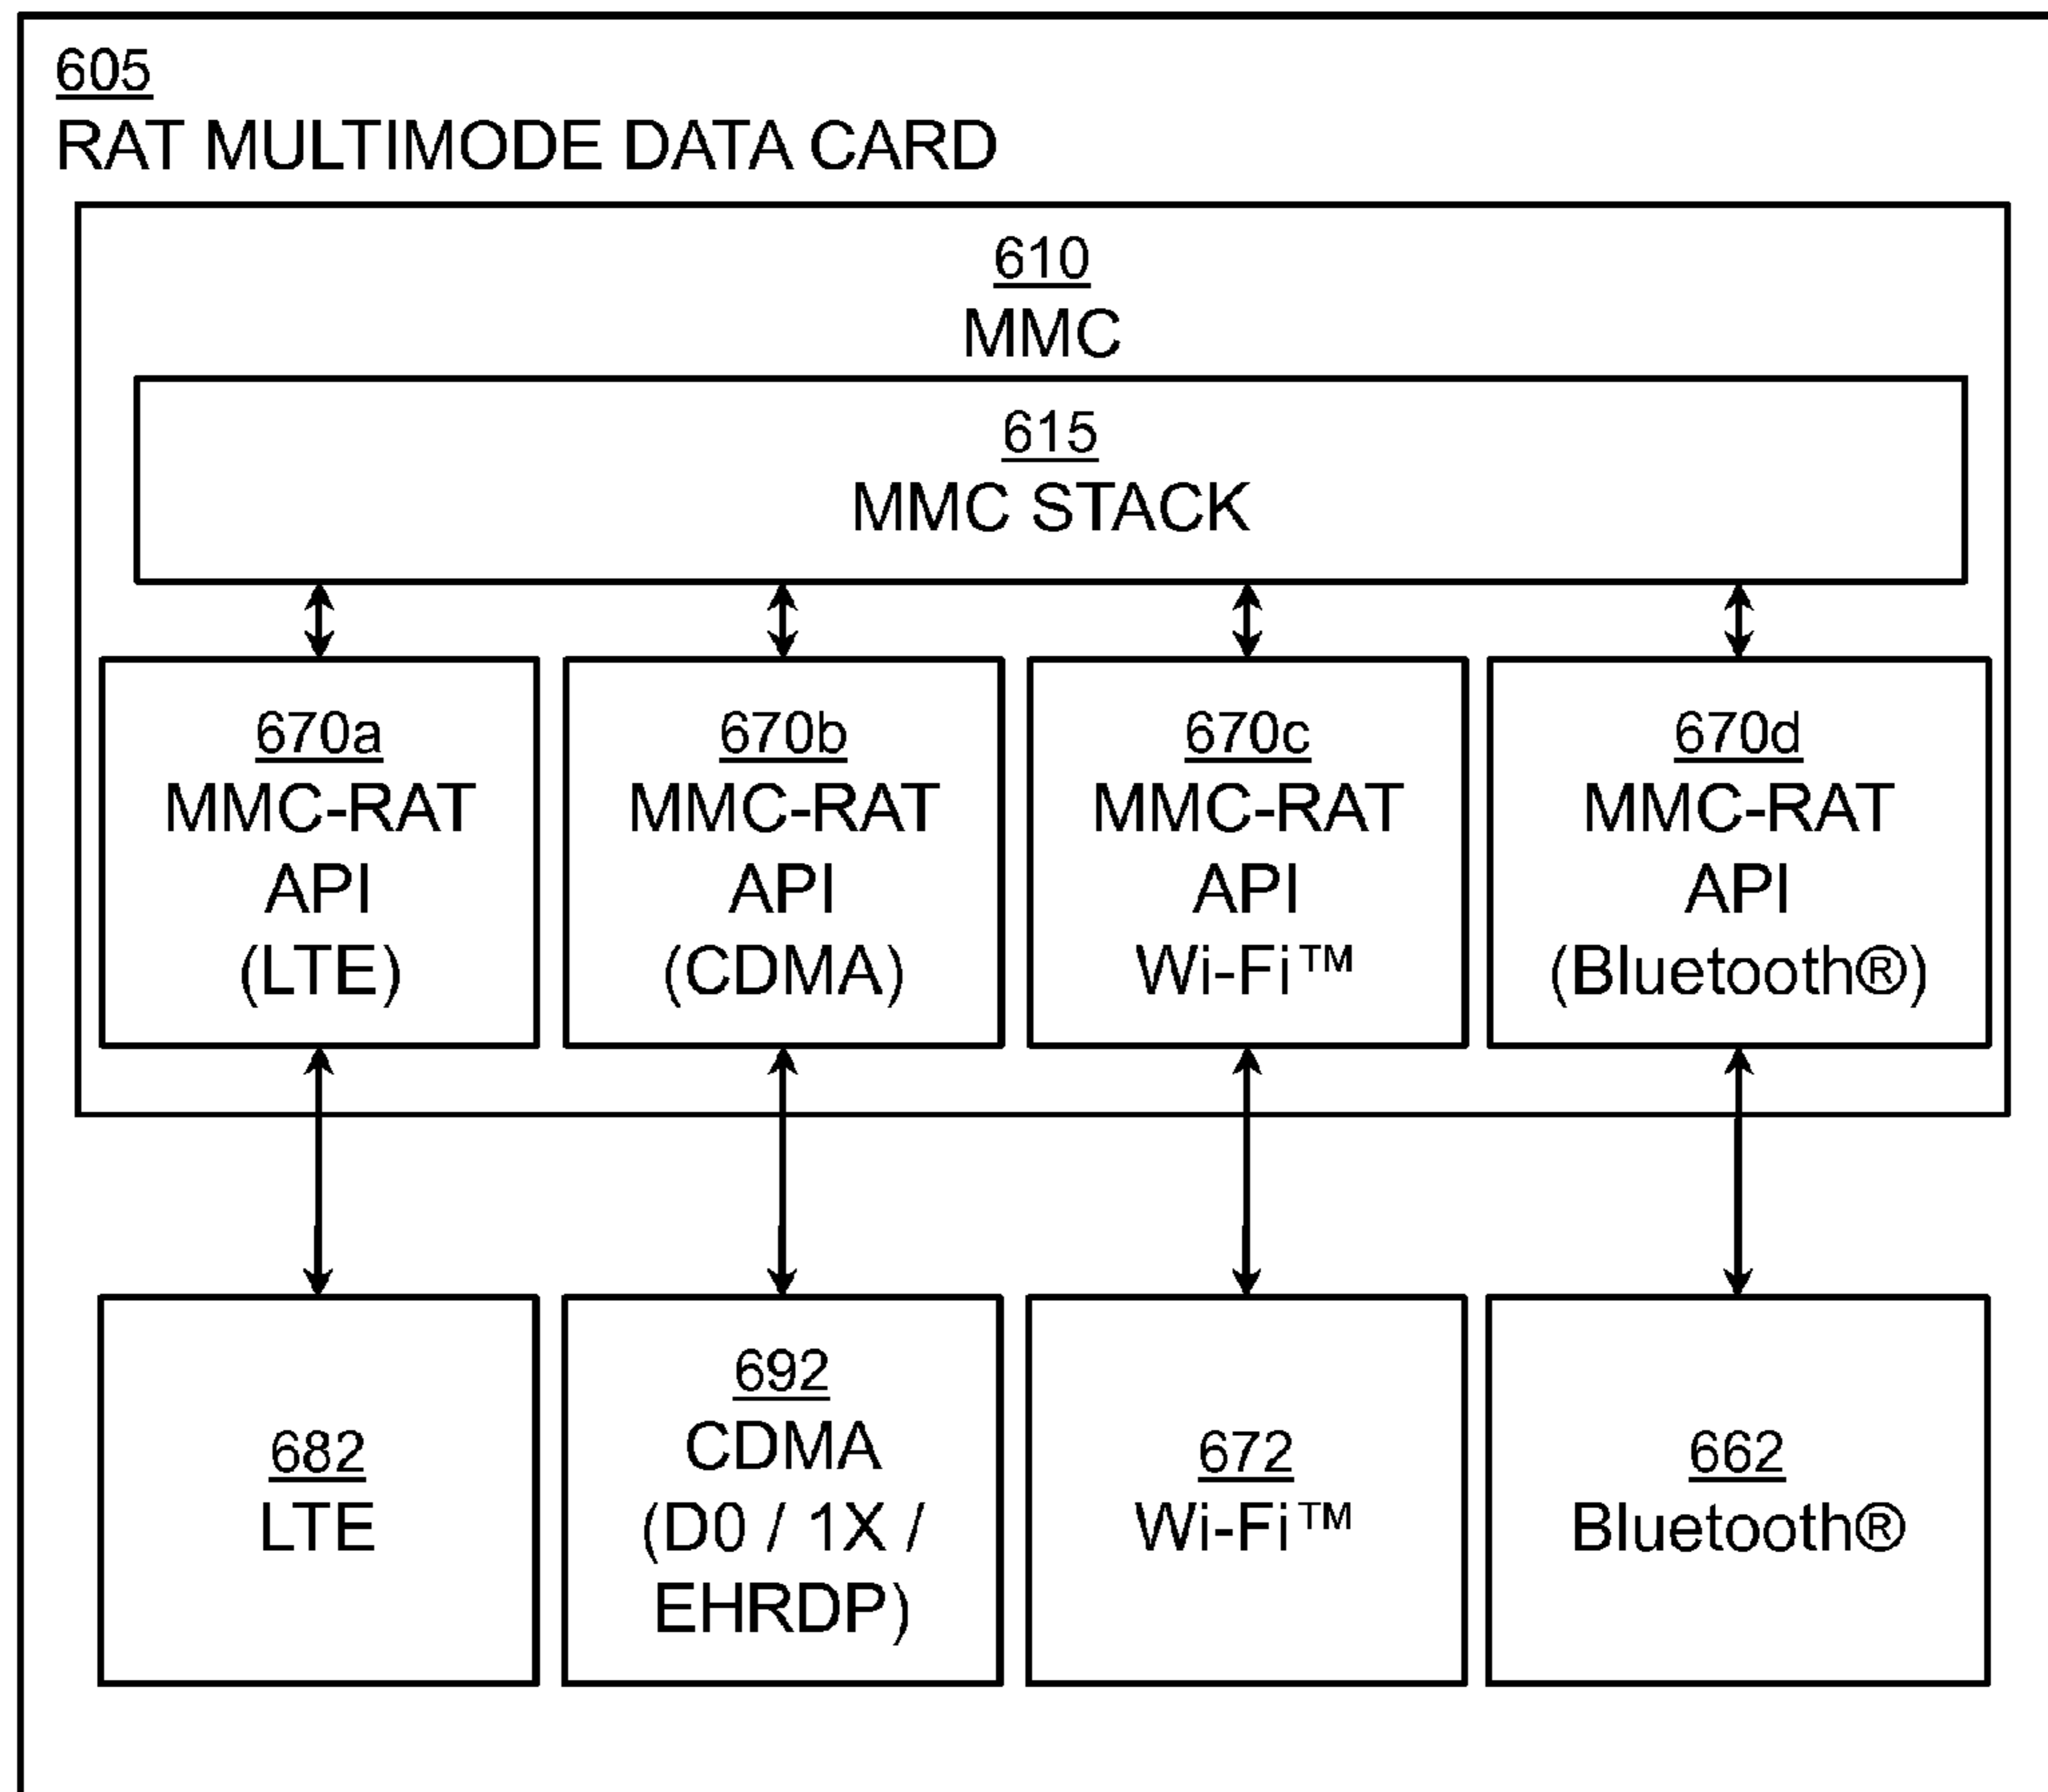 605
RAT MULTIMODE DATA CARD
610
MMC
615
MMC STACK
670a
MMC-RAT
API
(LTE)
670b
MMC-RAT
API
(CDMA)
670c
MMC-RAT
API
Wi-Fi™
670d
MMC-RAT
API
(Bluetooth®)
682
LTE
692
CDMA
(D0 / 1X /
EHRDP)
672
Wi-Fi™
662
Bluetooth®